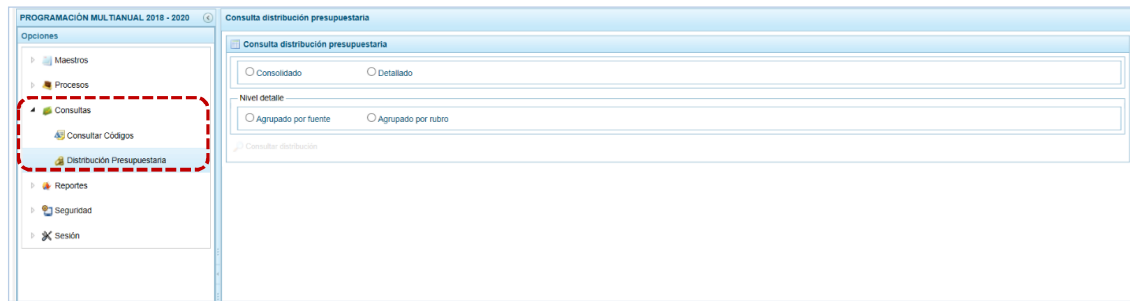 PROGRAMACIÓN MULTIANUAL 2018 - 2020
Opciones
Maestros
Procesos
Consultas
Consultar Códigos
Distribución Presupuestaria
Reportes
Seguridad
Sesión
Consulta distribución presupuestaria
Consulta distribución presupuestaria
Consolidado Detallado
Nivel detalle
Agrupado por fuente Agrupado por rubro
Consultar distribución